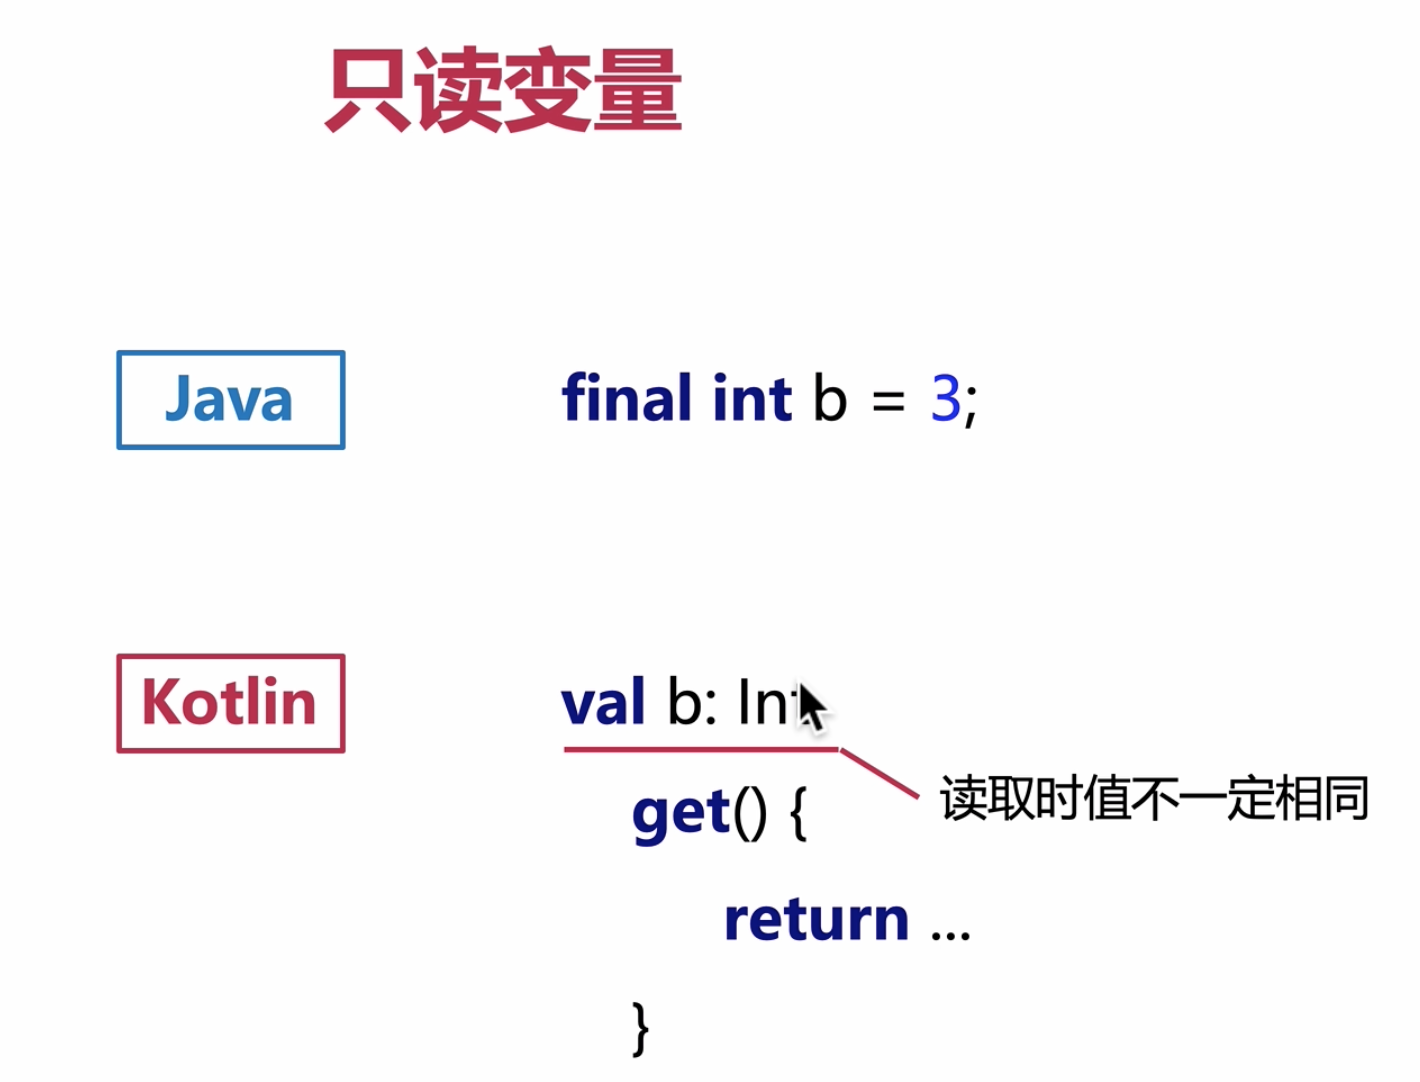 只读变量
Java
final int b = 3;
Kotlin
val b: Int
get() {
读取时值不一定相同
return ...
}